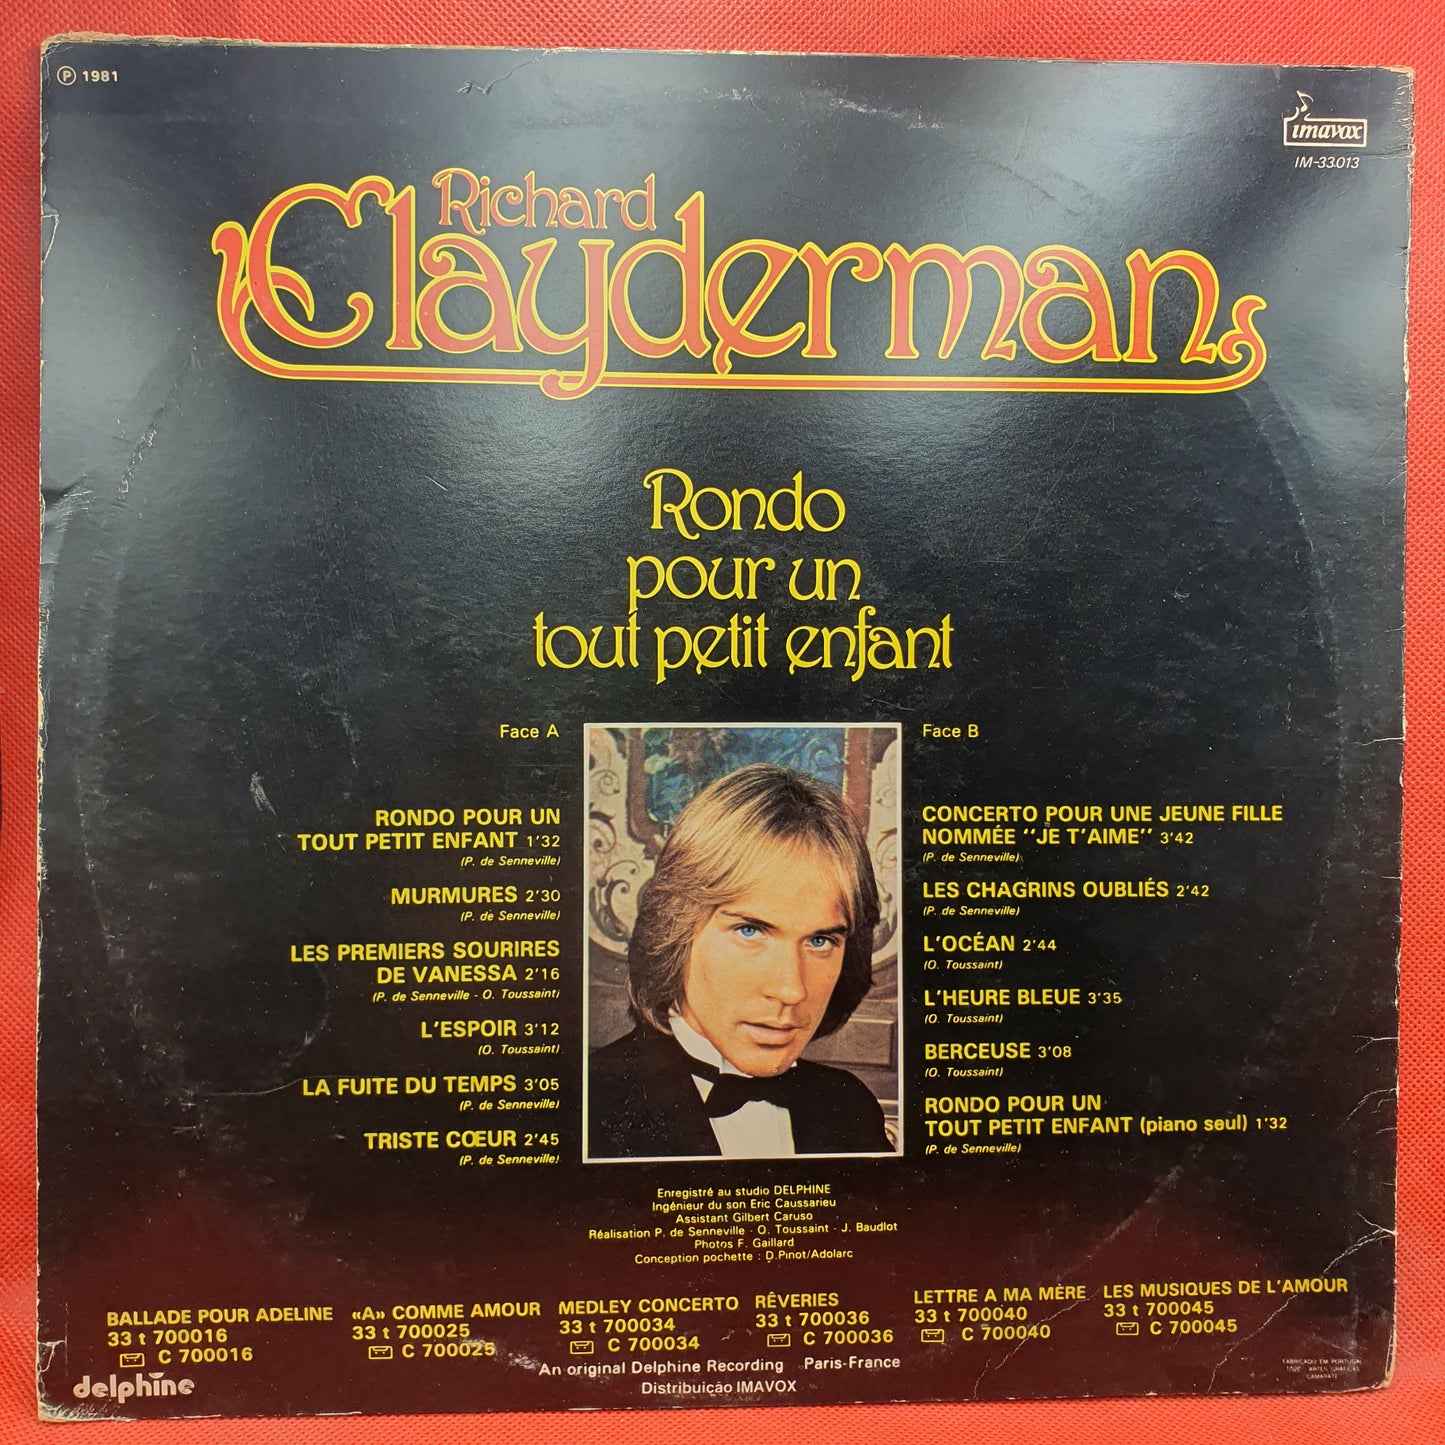 ℗ 1981
imavox
IM-33.013
Richard
Clayderman
Rondo
pour un
tout petit enfant
Face A
RONDO POUR UN
TOUT PETIT ENFANT 1'32
(P. de Senneville)
MURMURES 2'30
(P. de Senneville)
LES PREMIERS SOURIRES
DE VANESSA 2'16
(P. de Senneville - O. Toussaint)
L'ESPOIR 3'12
(O. Toussaint)
LA FUITE DU TEMPS 3'05
(P. de Senneville)
TRISTE CŒUR 2'45
(P. de Senneville)
Face B
CONCERTO POUR UNE JEUNE FILLE
NOMMÉE "JE T'AIME" 3'42
(P. de Senneville)
LES CHAGRINS OUBLIÉS 2'42
(P. de Senneville)
L'OCÉAN 2'44
(O. Toussaint)
L'HEURE BLEUE 3'35
(O. Toussaint)
BERCEUSE 3'08
(O. Toussaint)
RONDO POUR UN
TOUT PETIT ENFANT (piano seul) 1'32
(P. de Senneville)
Enregistré au studio DELPHINE
Ingénieur du son Eric Caussarieu
Assistant Gilbert Caruso
Réalisation P. de Senneville - O. Toussaint - J. Baudlot
Photos F. Gaillard
Conception pochette : D.Pinot/Adolarc
BALLADE POUR ADELINE
33 t 700016
C 700016
«A» COMME AMOUR
33 t 700025
C 700025
MEDLEY CONCERTO
33 t 700034
C 700034
RÊVERIES
33 t 700036
C 700036
LETTRE A MA MÈRE
33 t 700040
C 700040
LES MUSIQUES DE L'AMOUR
33 t 700045
C 700045
delphine
An original Delphine Recording Paris-France
Distribuição IMAVOX
FABRICADO EM PORTUGAL
ARTES GRÁFICAS
CAMARATE